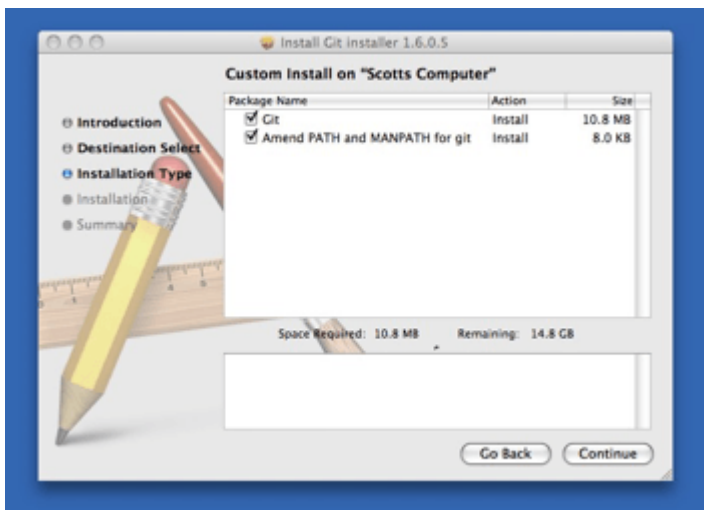 Install Git installer 1.6.0.5
Custom Install on "Scotts Computer"
Introduction
Destination Select
Installation Type
Installation
Summary
Package Name Action Size
Git Install 10.8 MB
Amend PATH and MANPATH for git Install 8.0 KB
Space Required: 10.8 MB Remaining: 14.8 GB
Go Back Continue